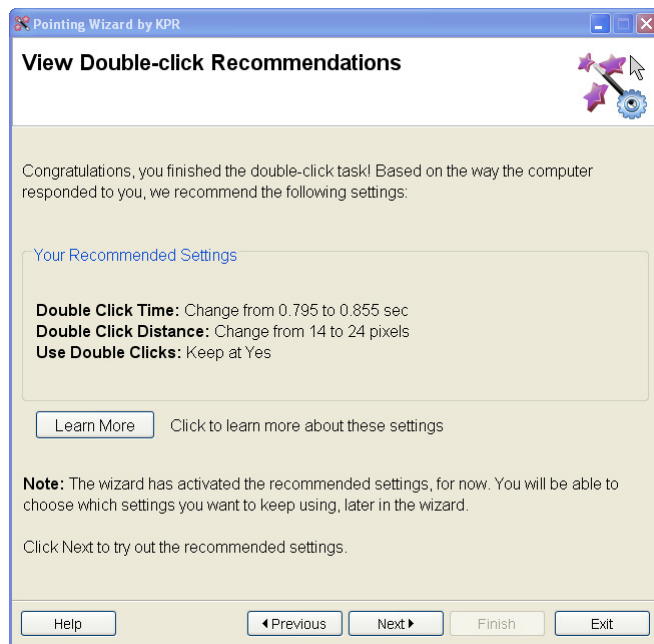 Pointing Wizard by KPR
View Double-click Recommendations
Congratulations, you finished the double-click task! Based on the way the computer
responded to you, we recommend the following settings:
Your Recommended Settings
Double Click Time: Change from 0.795 to 0.855 sec
Double Click Distance: Change from 14 to 24 pixels
Use Double Clicks: Keep at Yes
Learn More Click to learn more about these settings
Note: The wizard has activated the recommended settings, for now. You will be able to
choose which settings you want to keep using, later in the wizard.
Click Next to try out the recommended settings.
Help Previous Next Finish Exit